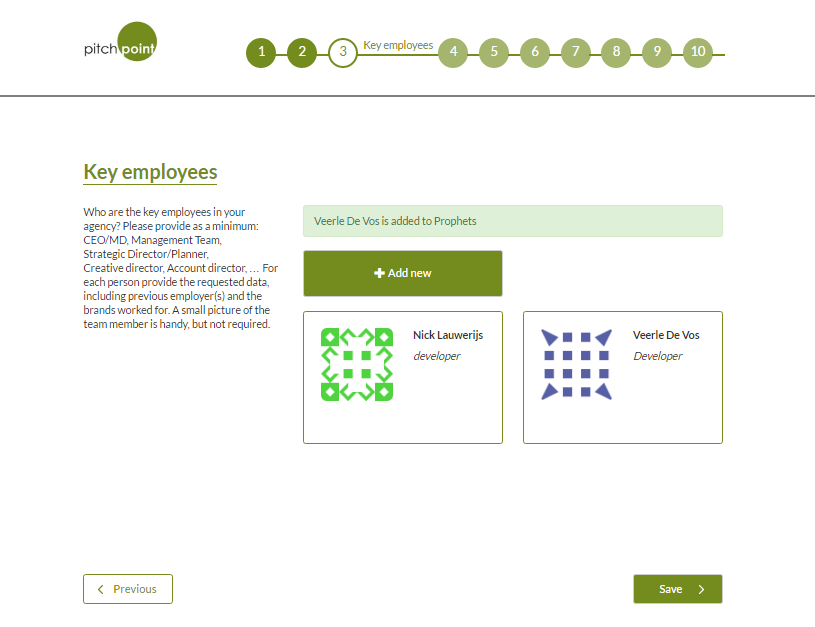 pitchpoint
1 2 3 Key employees 4 5 6 7 8 9 10
Key employees
Who are the key employees in your
agency? Please provide as a minimum:
CEO/MD, Management Team,
Strategic Director/Planner,
Creative director, Account director, … For
each person provide the requested data,
including previous employer(s) and the
brands worked for. A small picture of the
team member is handy, but not required.
Veerle De Vos is added to Prophets
Add new
Nick Lauwerijs
developer
Veerle De Vos
Developer
Previous
Save